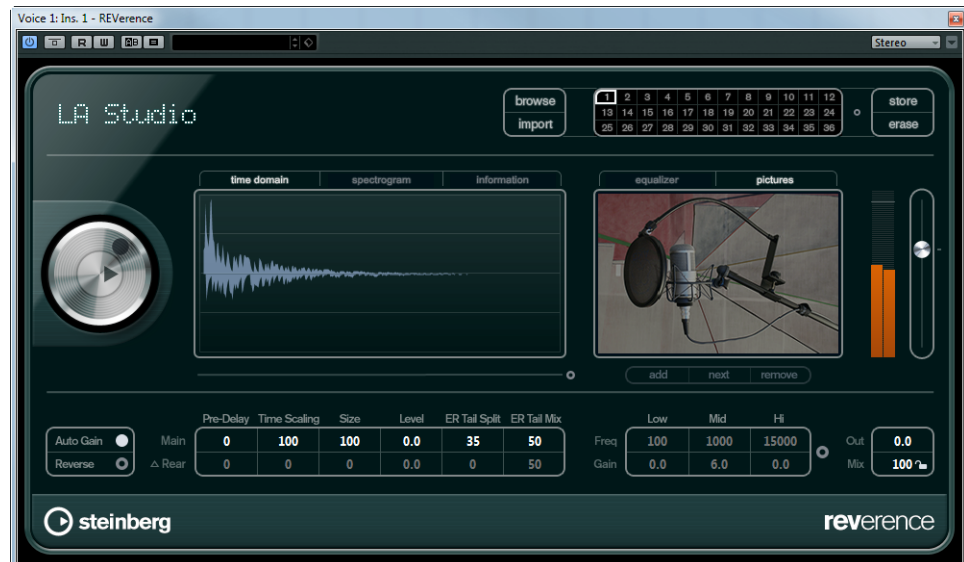 Voice 1: Ins. 1 - REVerence
R W AB Stereo
LA Studio
browse
import
1 2 3 4 5 6 7 8 9 10 11 12
13 14 15 16 17 18 19 20 21 22 23 24
25 26 27 28 29 30 31 32 33 34 35 36
store
erase
time domain spectrogram information
equalizer pictures
add next remove
Pre-Delay Time Scaling Size Level ER Tail Split ER Tail Mix
Low Mid Hi
Auto Gain Main 0 100 100 0.0 35 50 Freq 100 1000 15000 Out 0.0
Reverse △ Rear 0 0 0 0.0 0 50 Gain 0.0 6.0 0.0 Mix 100
steinberg
reverence